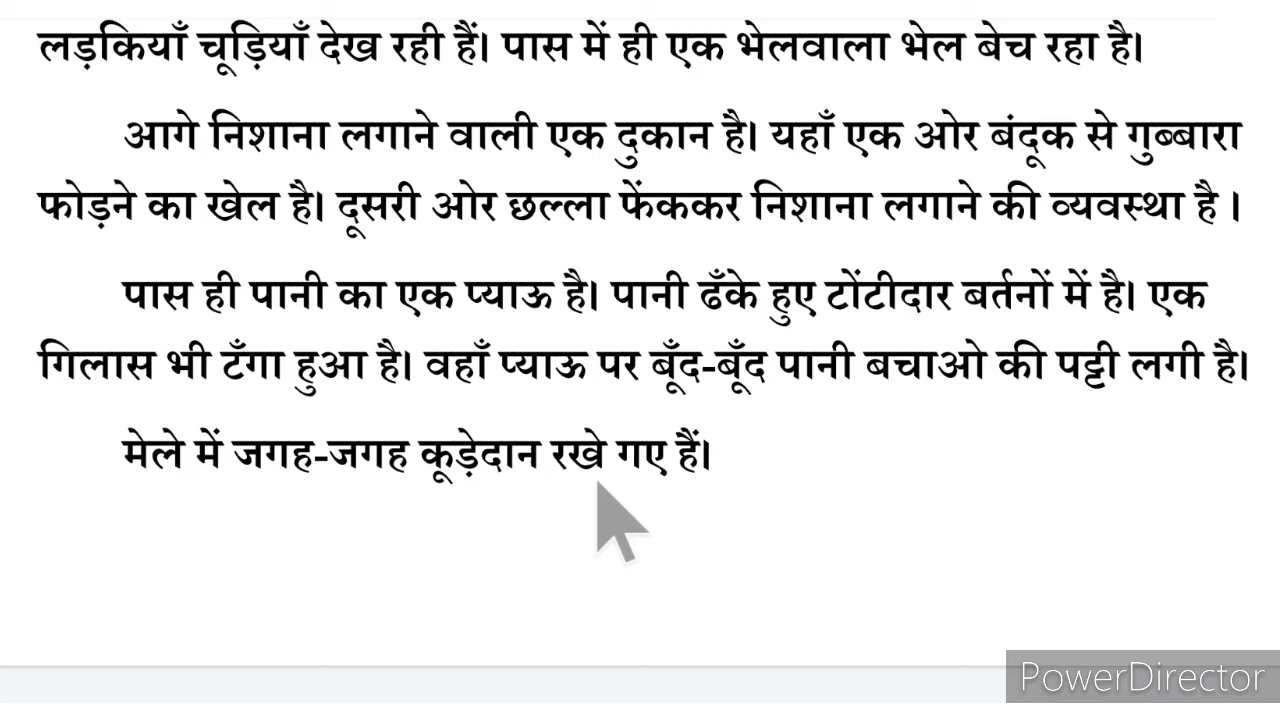 लड़कियाँ चूड़ियाँ देख रही हैं। पास में ही एक भेलवाला भेल बेच रहा है।
आगे निशाना लगाने वाली एक दुकान है। यहाँ एक ओर बंदूक से गुब्बारा
फोड़ने का खेल है। दूसरी ओर छल्ला फेंककर निशाना लगाने की व्यवस्था है ।
पास ही पानी का एक प्याऊ है। पानी ढँके हुए टोंटीदार बर्तनों में है। एक
गिलास भी टँगा हुआ है। वहाँ प्याऊ पर बूँद-बूँद पानी बचाओ की पट्टी लगी है।
मेले में जगह-जगह कूड़ेदान रखे गए हैं।
PowerDirector